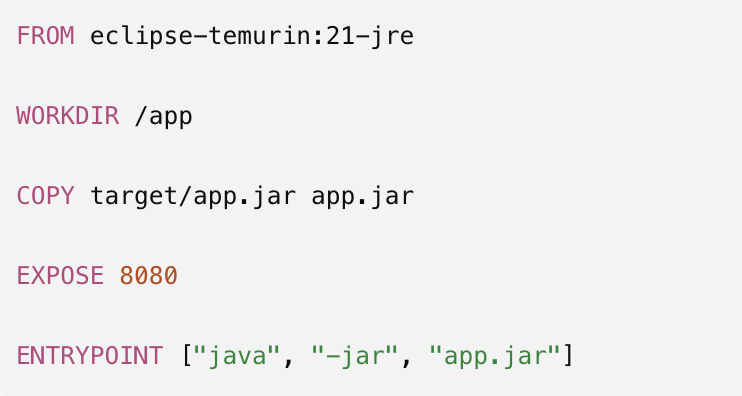 FROM eclipse-temurin:21-jre
WORKDIR /app
COPY target/app.jar app.jar
EXPOSE 8080
ENTRYPOINT ["java", "-jar", "app.jar"]